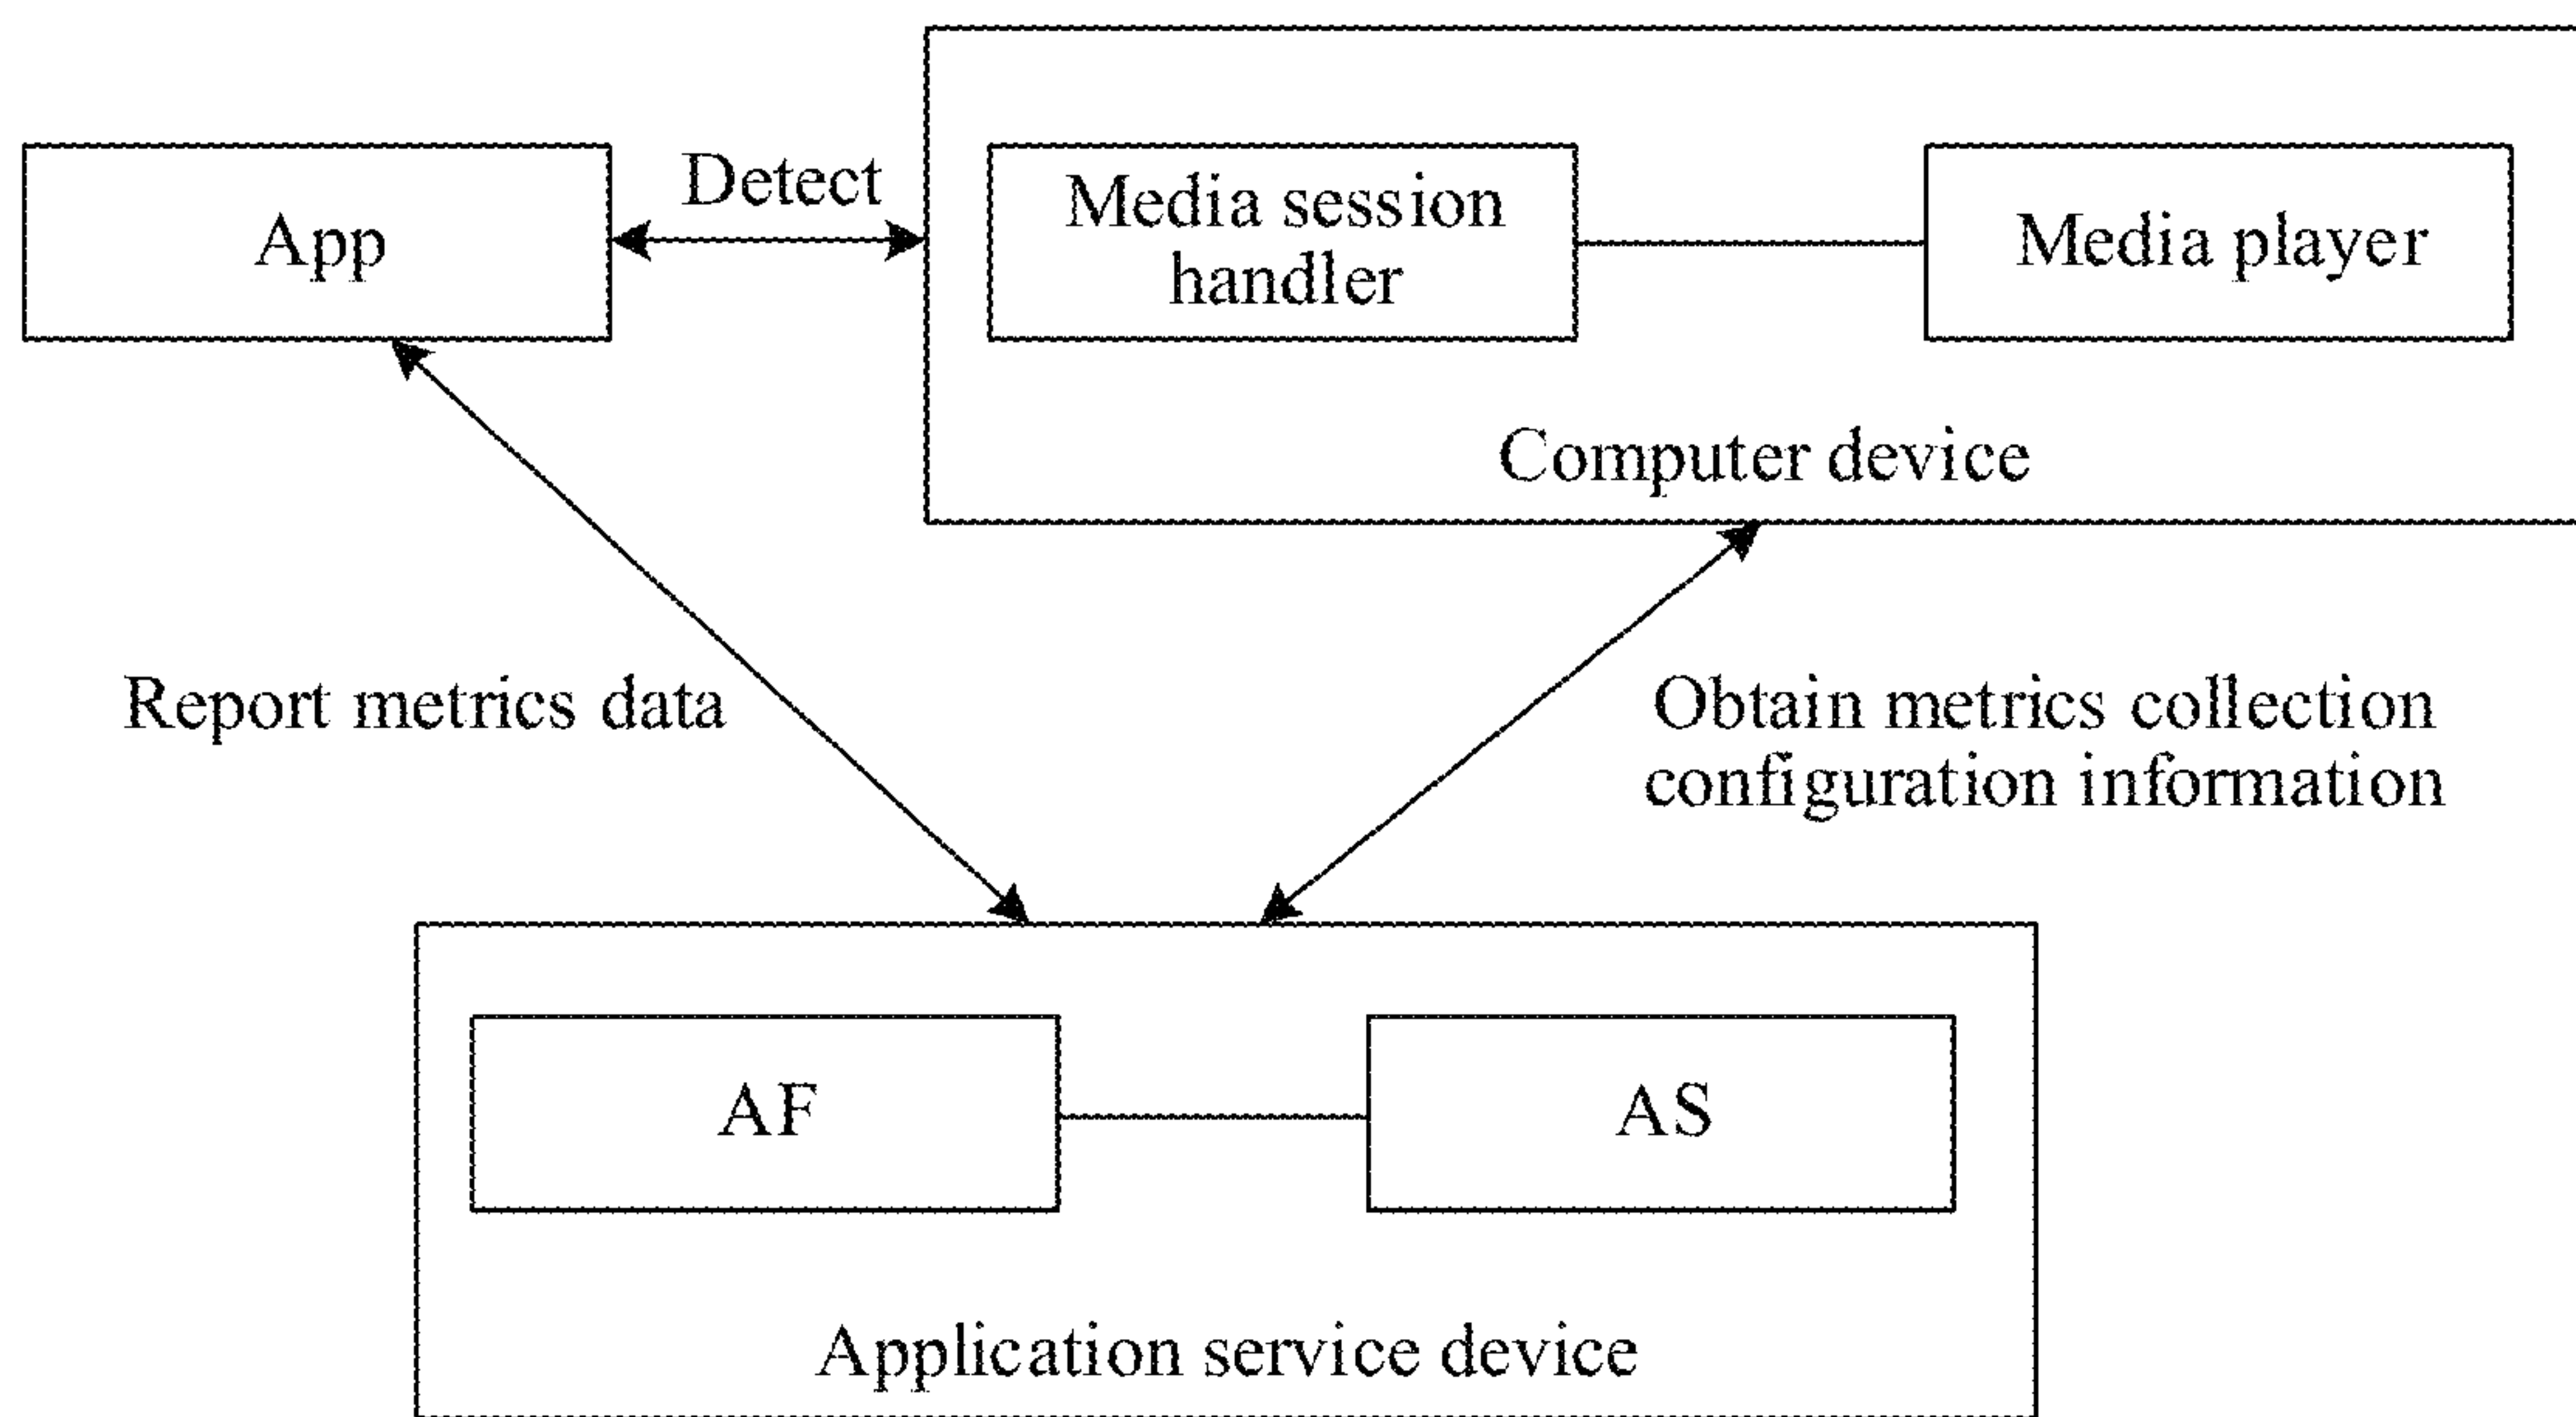 App
Detect
Media session
handler
Media player
Computer device
Report metrics data
Obtain metrics collection
configuration information
AF
AS
Application service device